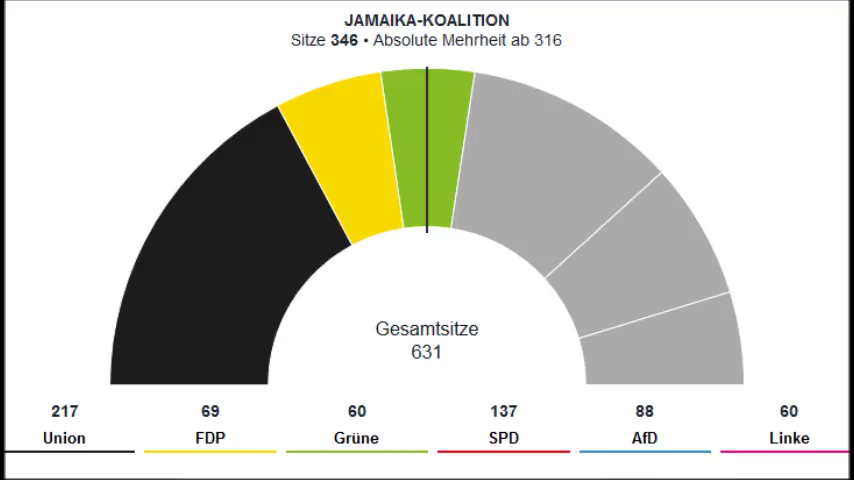 JAMAIKA-KOALITION
Sitze 346 • Absolute Mehrheit ab 316
Gesamtsitze
631
217 69 60 137 88 60
Union FDP Grüne SPD AfD Linke